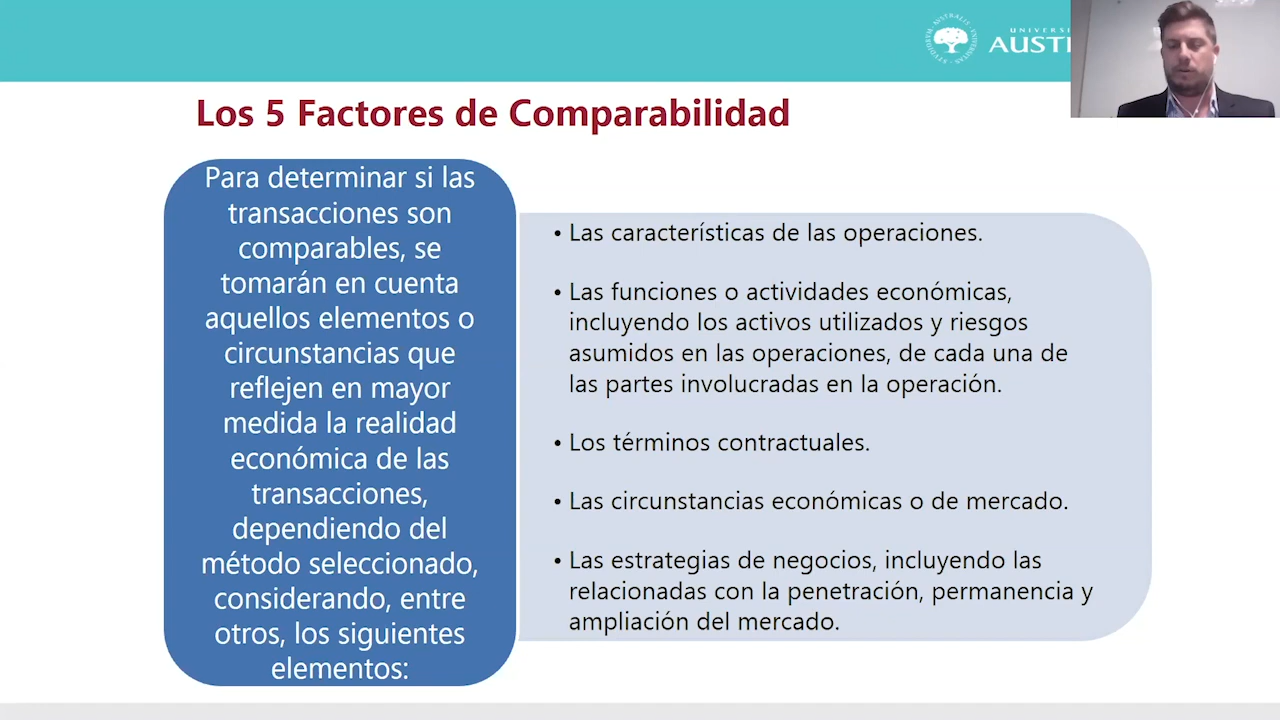 Los 5 Factores de Comparabilidad
Para determinar si las
transacciones son
comparables, se
tomarán en cuenta
aquellos elementos o
circunstancias que
reflejen en mayor
medida la realidad
económica de las
transacciones,
dependiendo del
método seleccionado,
considerando, entre
otros, los siguientes
elementos:
• Las características de las operaciones.
• Las funciones o actividades económicas,
incluyendo los activos utilizados y riesgos
asumidos en las operaciones, de cada una de
las partes involucradas en la operación.
• Los términos contractuales.
• Las circunstancias económicas o de mercado.
• Las estrategias de negocios, incluyendo las
relacionadas con la penetración, permanencia y
ampliación del mercado.